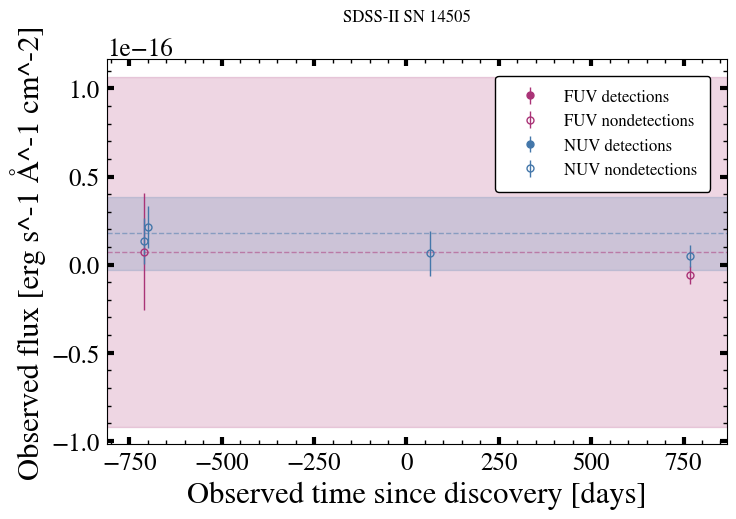 SDSS-II SN 14505
1e−16
1.0
0.5
0.0
−0.5
−1.0
Observed flux [erg s^-1 Å^-1 cm^-2]
FUV detections
FUV nondetections
NUV detections
NUV nondetections
−750 −500 −250 0 250 500 750
Observed time since discovery [days]